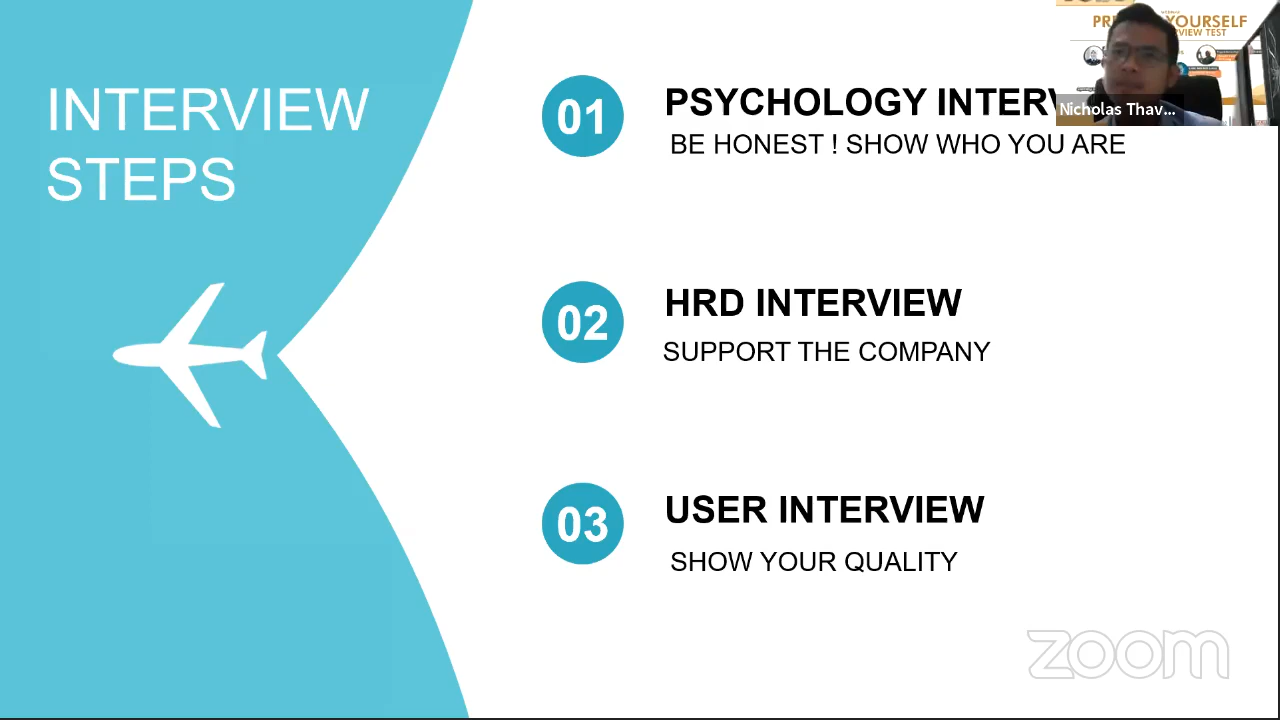 INTERVIEW
STEPS
01
PSYCHOLOGY INTERV
BE HONEST ! SHOW WHO YOU ARE
02
HRD INTERVIEW
SUPPORT THE COMPANY
03
USER INTERVIEW
SHOW YOUR QUALITY
YOURSELF
Nicholas Thav...
zoom